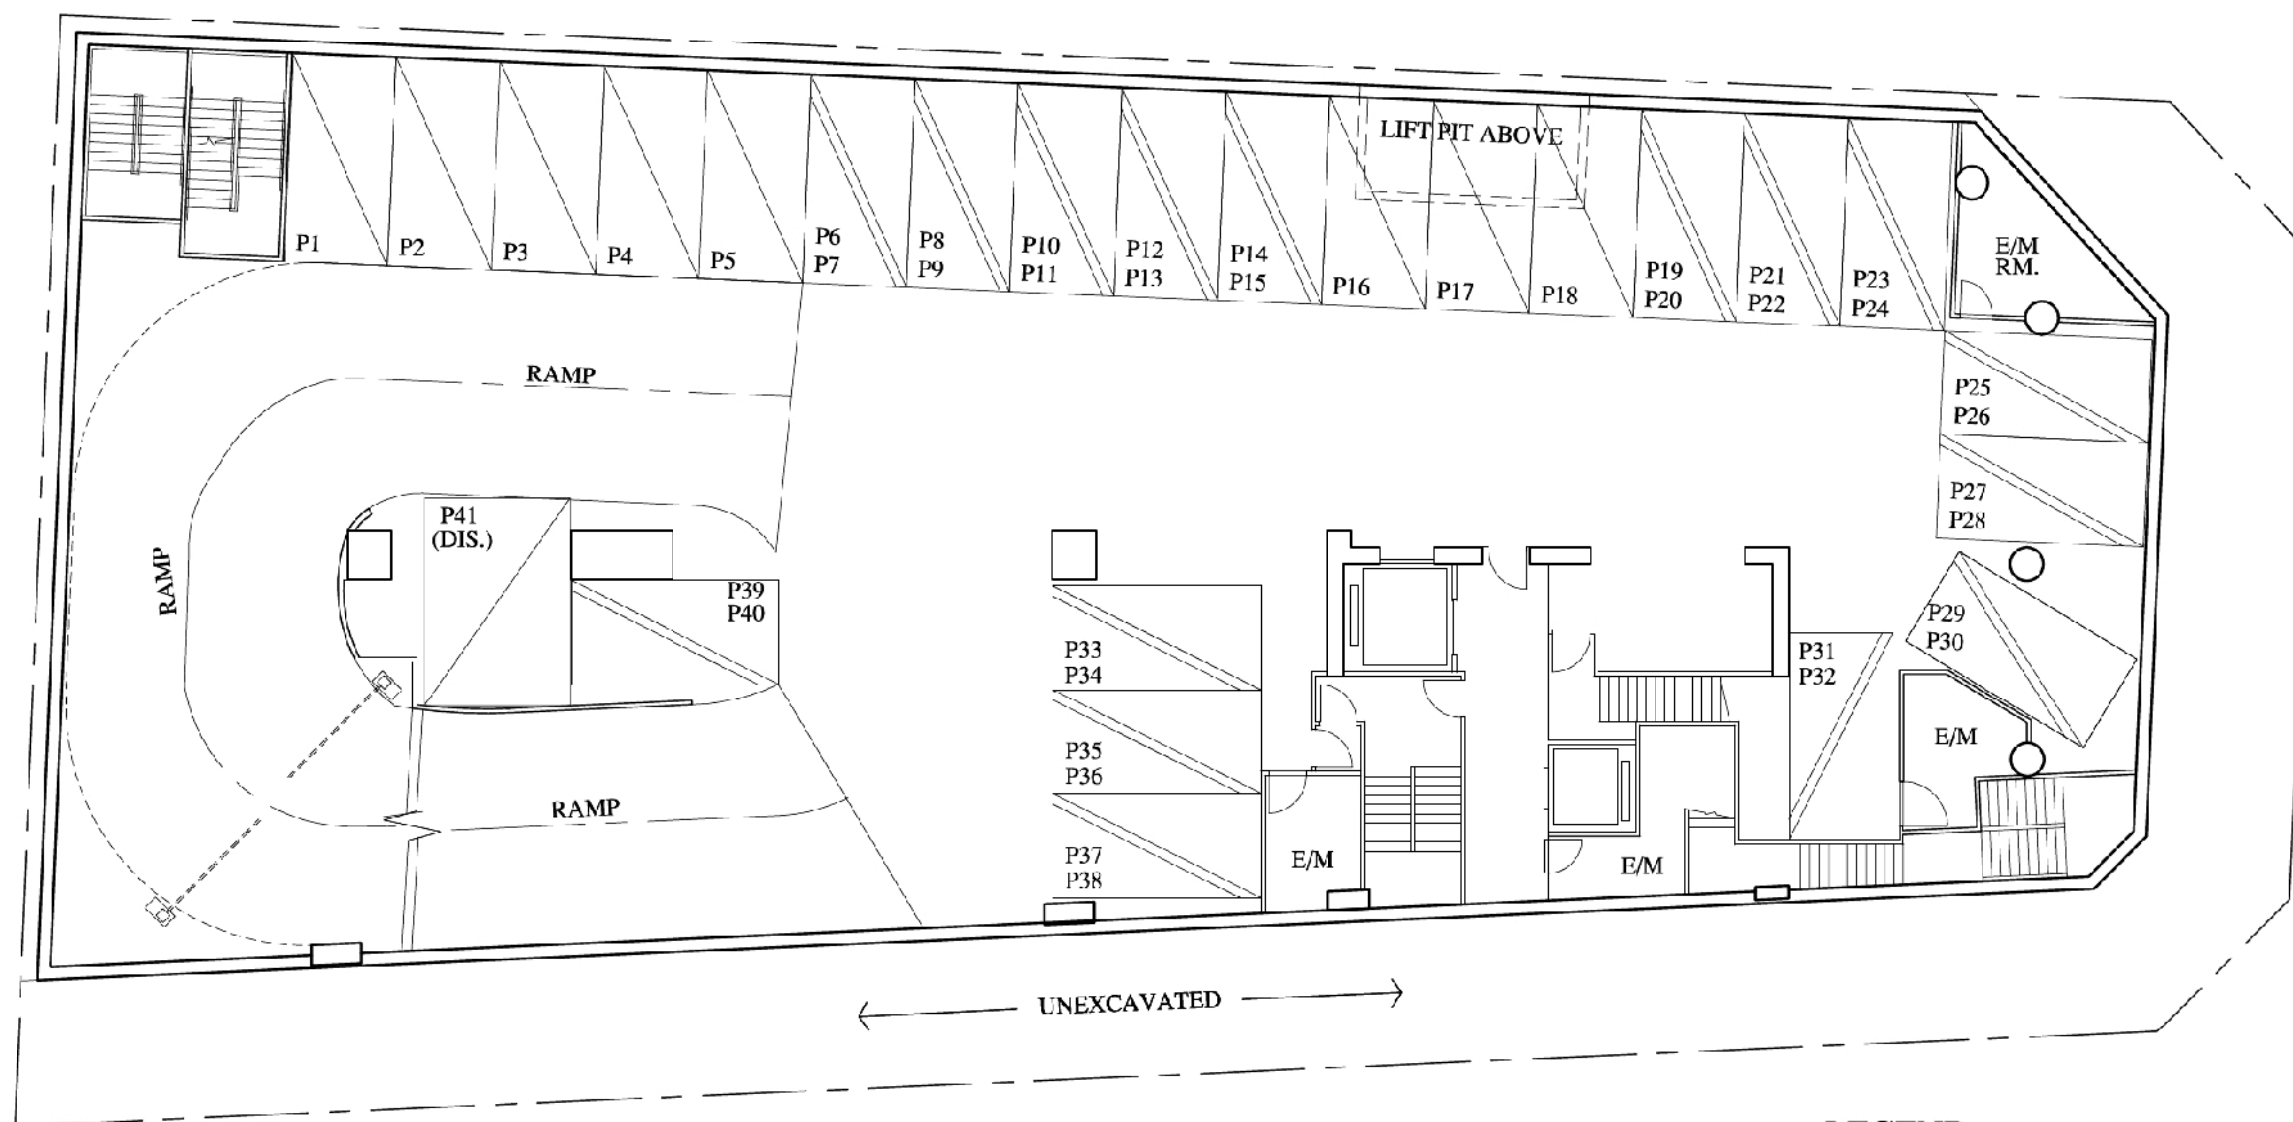 LIFT PIT ABOVE
P1
P2
P3
P4
P5
P6
P7
P8
P9
P10
P11
P12
P13
P14
P15
P16
P17
P18
P19
P20
P21
P22
P23
P24
E/M
RM.
RAMP
P25
P26
P27
P28
P41
(DIS.)
RAMP
P39
P40
P29
P30
P33
P34
P31
P32
P35
P36
E/M
RAMP
P37
P38
E/M
E/M
UNEXCAVATED